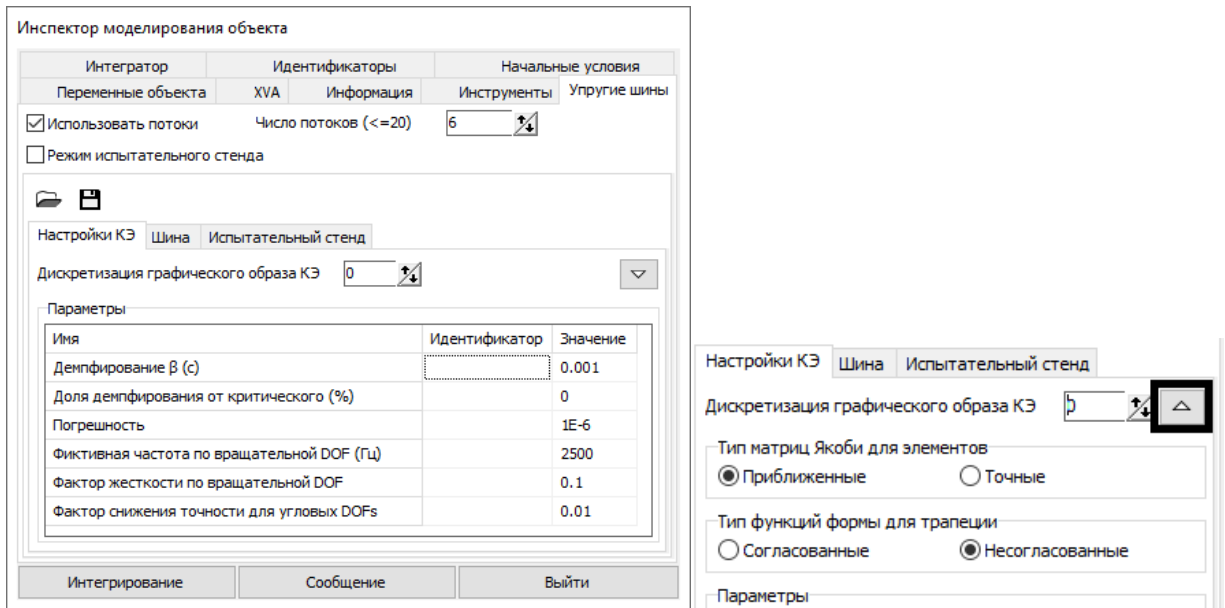 Инспектор моделирования объекта
Интегратор Идентификаторы Начальные условия
Переменные объекта XVA Информация Инструменты Упругие шины
Использовать потоки Число потоков (<=20) 6
Режим испытательного стенда
Настройки КЭ Шина Испытательный стенд
Дискретизация графического образа КЭ 0
Параметры
Имя Идентификатор Значение
Демпфирование β (с) 0.001
Доля демпфирования от критического (%) 0
Погрешность 1E-6
Фиктивная частота по вращательной DOF (Гц) 2500
Фактор жесткости по вращательной DOF 0.1
Фактор снижения точности для угловых DOFs 0.01
Интегрирование Сообщение Выйти
Настройки КЭ Шина Испытательный стенд
Дискретизация графического образа КЭ 0
Тип матриц Якоби для элементов
Приближенные Точные
Тип функций формы для трапеции
Согласованные Несогласованные
Параметры